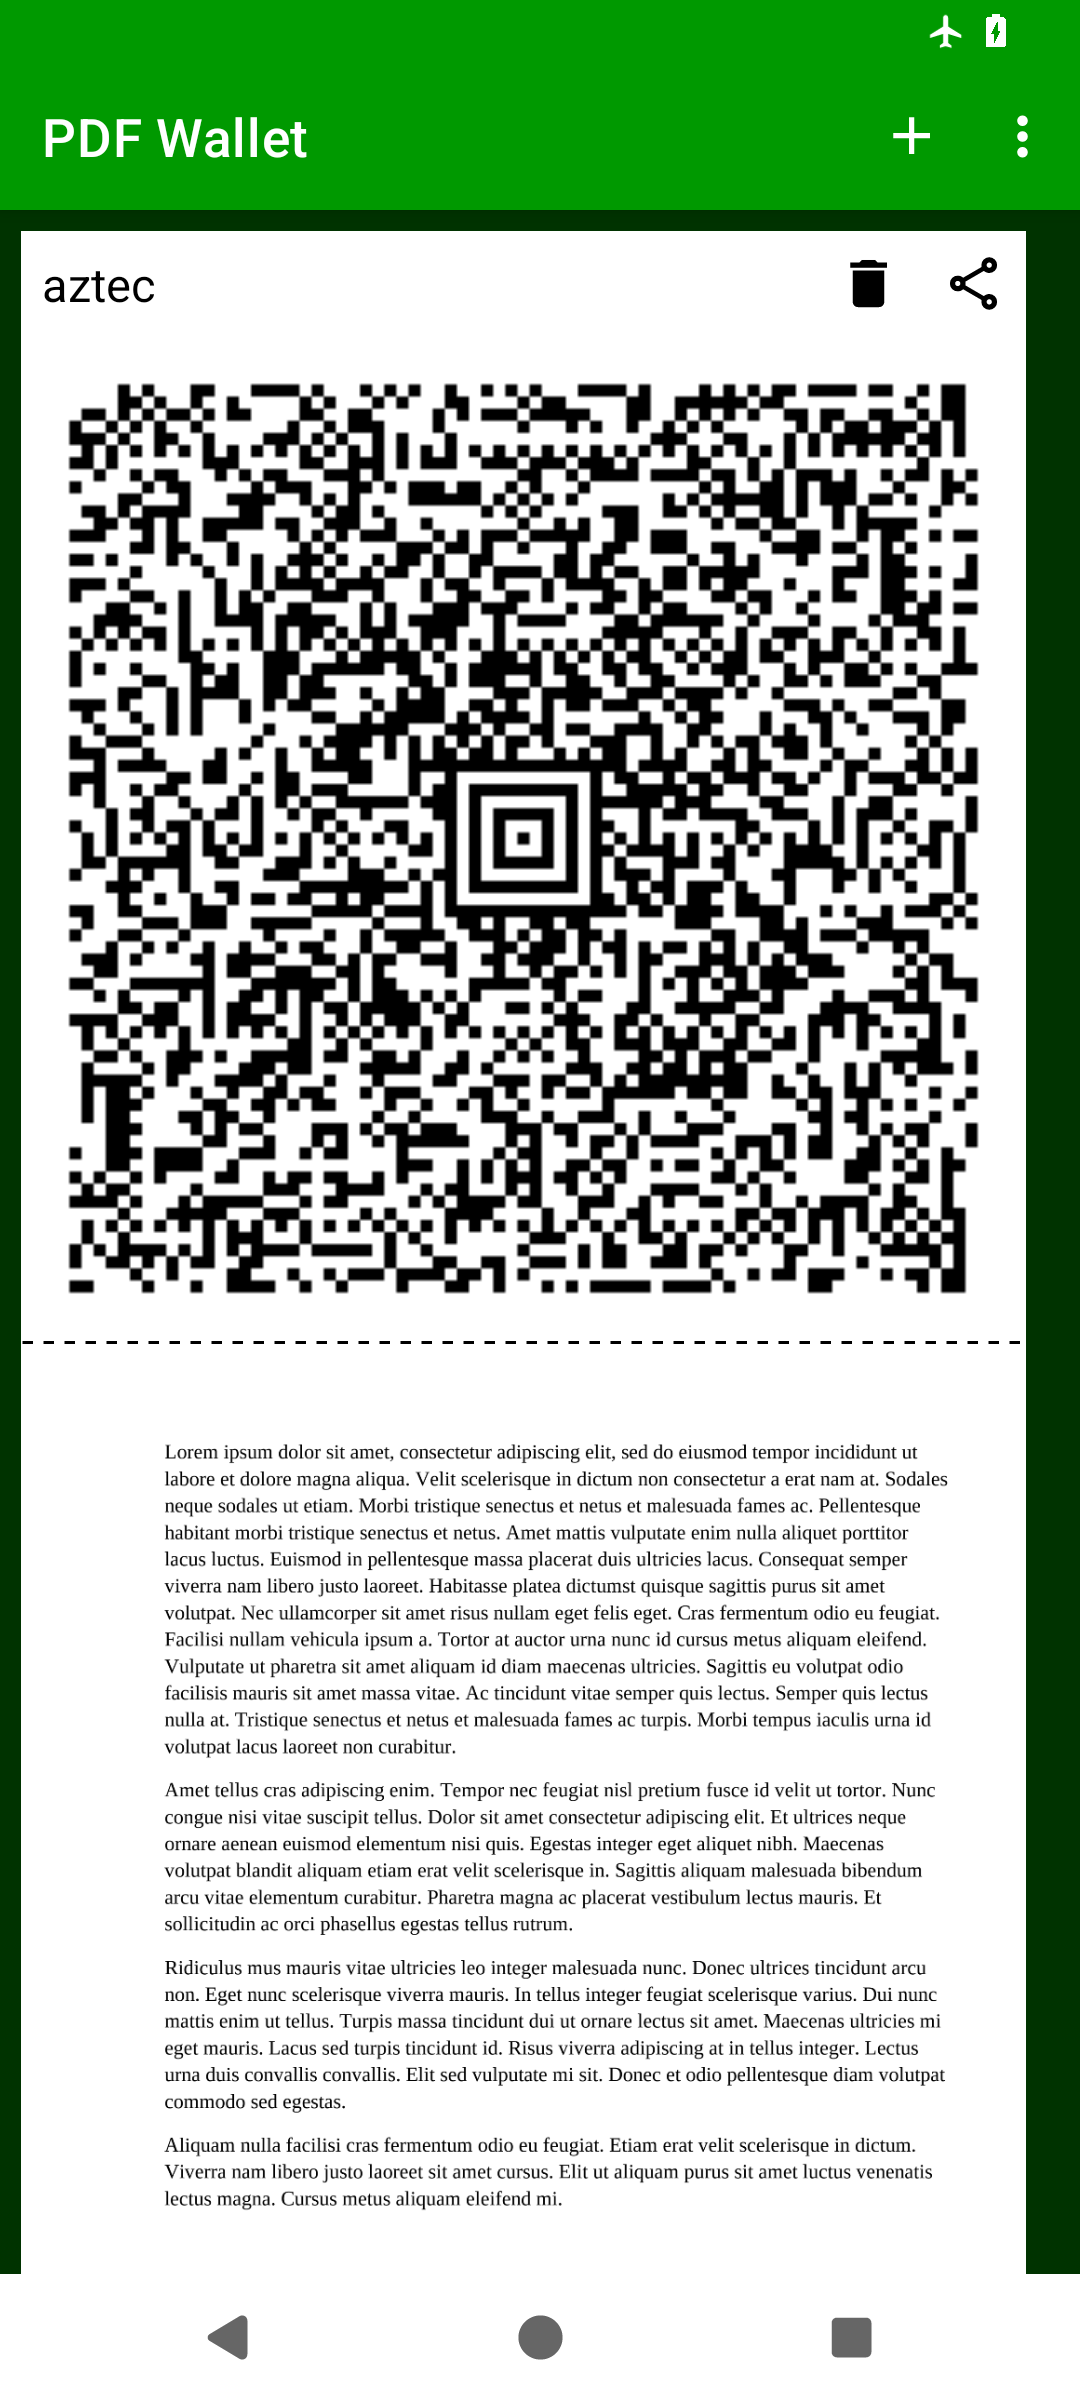 PDF Wallet
aztec
Lorem ipsum dolor sit amet, consectetur adipiscing elit, sed do eiusmod tempor incididunt ut
labore et dolore magna aliqua. Velit scelerisque in dictum non consectetur a erat nam at. Sodales
neque sodales ut etiam. Morbi tristique senectus et netus et malesuada fames ac. Pellentesque
habitant morbi tristique senectus et netus. Amet mattis vulputate enim nulla aliquet porttitor
lacus luctus. Euismod in pellentesque massa placerat duis ultricies lacus. Consequat semper
viverra nam libero justo laoreet. Habitasse platea dictumst quisque sagittis purus sit amet
volutpat. Nec ullamcorper sit amet risus nullam eget felis eget. Cras fermentum odio eu feugiat.
Facilisi nullam vehicula ipsum a. Tortor at auctor urna nunc id cursus metus aliquam eleifend.
Vulputate ut pharetra sit amet aliquam id diam maecenas ultricies. Sagittis eu volutpat odio
facilisis mauris sit amet massa vitae. Ac tincidunt vitae semper quis lectus. Semper quis lectus
nulla at. Tristique senectus et netus et malesuada fames ac turpis. Morbi tempus iaculis urna id
volutpat lacus laoreet non curabitur.
Amet tellus cras adipiscing enim. Tempor nec feugiat nisl pretium fusce id velit ut tortor. Nunc
congue nisi vitae suscipit tellus. Dolor sit amet consectetur adipiscing elit. Et ultrices neque
ornare aenean euismod elementum nisi quis. Egestas integer eget aliquet nibh. Maecenas
volutpat blandit aliquam etiam erat velit scelerisque in. Sagittis aliquam malesuada bibendum
arcu vitae elementum curabitur. Pharetra magna ac placerat vestibulum lectus mauris. Et
sollicitudin ac orci phasellus egestas tellus rutrum.
Ridiculus mus mauris vitae ultricies leo integer malesuada nunc. Donec ultrices tincidunt arcu
non. Eget nunc scelerisque viverra mauris. In tellus integer feugiat scelerisque varius. Dui nunc
mattis enim ut tellus. Turpis massa tincidunt dui ut ornare lectus sit amet. Maecenas ultricies mi
eget mauris. Lacus sed turpis tincidunt id. Risus viverra adipiscing at in tellus integer. Lectus
urna duis convallis convallis. Elit sed vulputate mi sit. Donec et odio pellentesque diam volutpat
commodo sed egestas.
Aliquam nulla facilisi cras fermentum odio eu feugiat. Etiam erat velit scelerisque in dictum.
Viverra nam libero justo laoreet sit amet cursus. Elit ut aliquam purus sit amet luctus venenatis
lectus magna. Cursus metus aliquam eleifend mi.